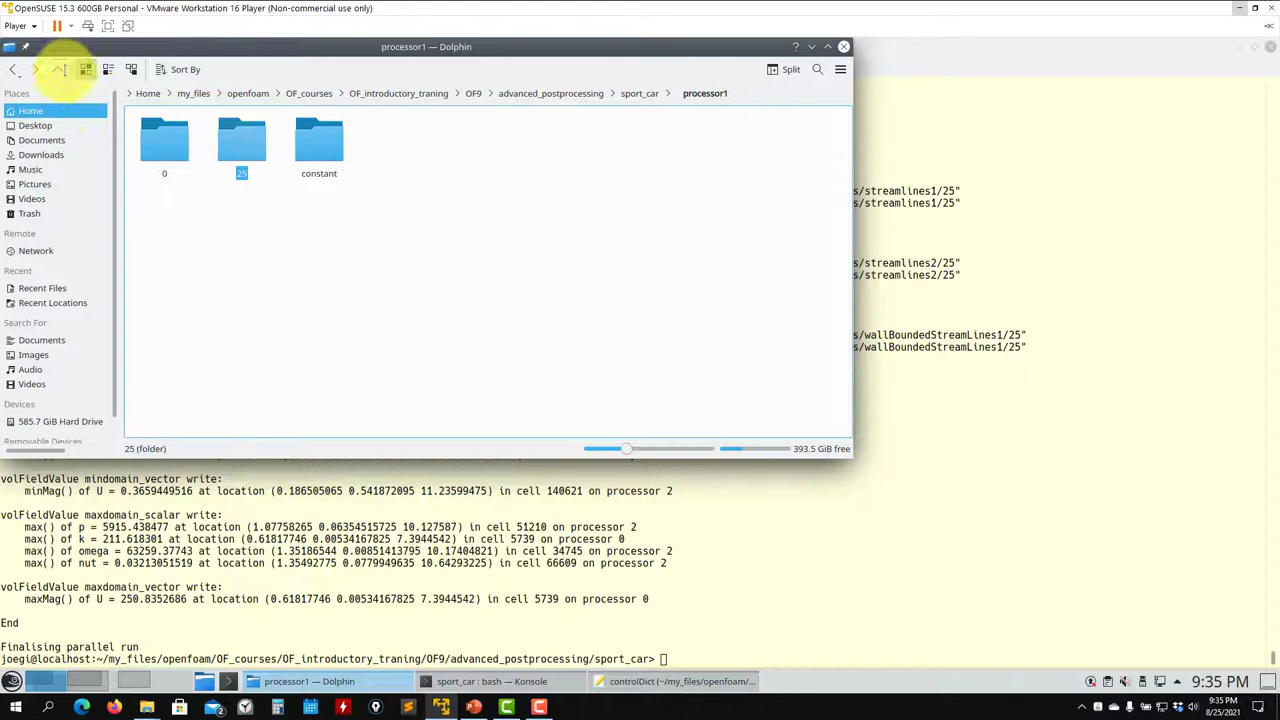 OpenSUSE 15.3 600GB Personal - VMware Workstation 16 Player (Non-commercial use only)
Player
processor1 — Dolphin
Sort By
Split
Places
Home
Desktop
Documents
Downloads
Music
Pictures
Videos
Trash
Remote
Network
Recent
Recent Files
Recent Locations
Search For
Documents
Images
Audio
Videos
Devices
585.7 GiB Hard Drive
Removable Devices
Home > my_files > openfoam > OF_courses > OF_introductory_traning > OF9 > advanced_postprocessing > sport_car > processor1
0
25
constant
25 (folder)
393.5 GiB free
s/streamlines1/25"
s/streamlines1/25"
s/streamlines2/25"
s/streamlines2/25"
s/wallBoundedStreamLines1/25"
s/wallBoundedStreamLines1/25"
volFieldValue mindomain_vector write:
minMag() of U = 0.3659449516 at location (0.186505065 0.541872095 11.23599475) in cell 140621 on processor 2
volFieldValue maxdomain_scalar write:
max() of p = 5915.438477 at location (1.07758265 0.06354515725 10.127587) in cell 51210 on processor 2
max() of k = 211.618301 at location (0.61817746 0.00534167825 7.3944542) in cell 5739 on processor 0
max() of omega = 63259.37743 at location (1.35186544 0.00851413795 10.17404821) in cell 34745 on processor 2
max() of nut = 0.03213051519 at location (1.35492775 0.0779949635 10.64293225) in cell 66609 on processor 2
volFieldValue maxdomain_vector write:
maxMag() of U = 250.8352686 at location (0.61817746 0.00534167825 7.3944542) in cell 5739 on processor 0
End
Finalising parallel run
joegi@localhost:~/my_files/openfoam/OF_courses/OF_introductory_traning/OF9/advanced_postprocessing/sport_car>
processor1 — Dolphin
sport_car : bash — Konsole
controlDict (~/my_files/openfoam/...
9:35 PM
9:35 PM
8/25/2021